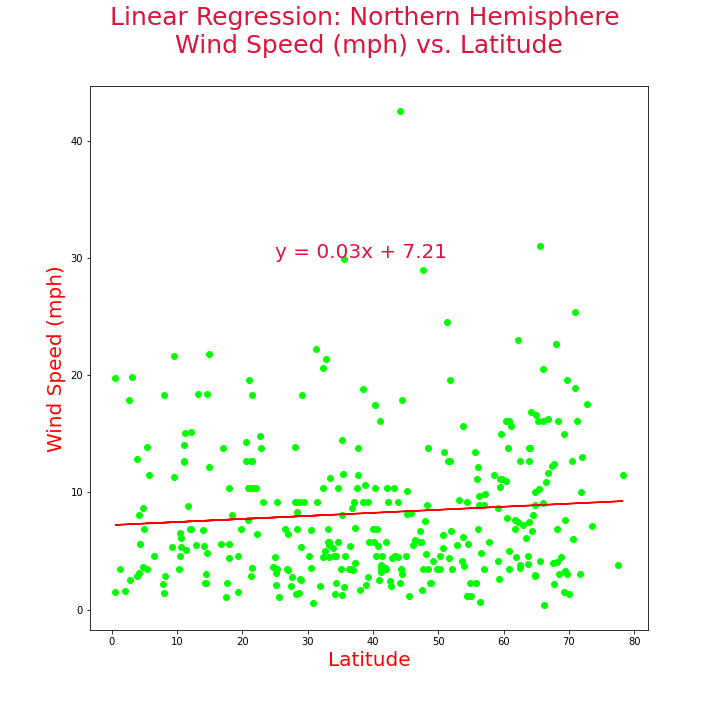 Linear Regression: Northern Hemisphere
Wind Speed (mph) vs. Latitude
40
30
20
10
0
y = 0.03x + 7.21
Wind Speed (mph)
0 10 20 30 40 50 60 70 80
Latitude